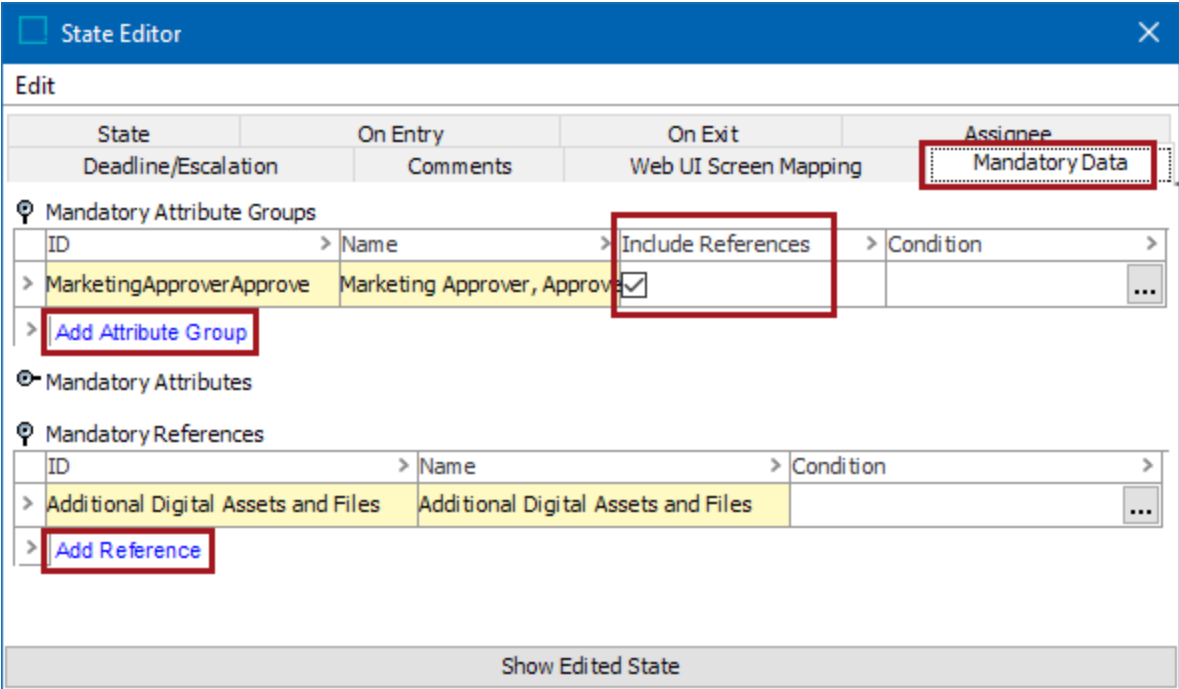 State Editor
Edit
State On Entry On Exit Assignee
Deadline/Escalation Comments Web UI Screen Mapping Mandatory Data
Mandatory Attribute Groups
ID > Name > Include References > Condition >
> MarketingApproverApprove Marketing Approver, Approve ...
> Add Attribute Group
Mandatory Attributes
Mandatory References
ID > Name > Condition >
> Additional Digital Assets and Files Additional Digital Assets and Files ...
> Add Reference
Show Edited State